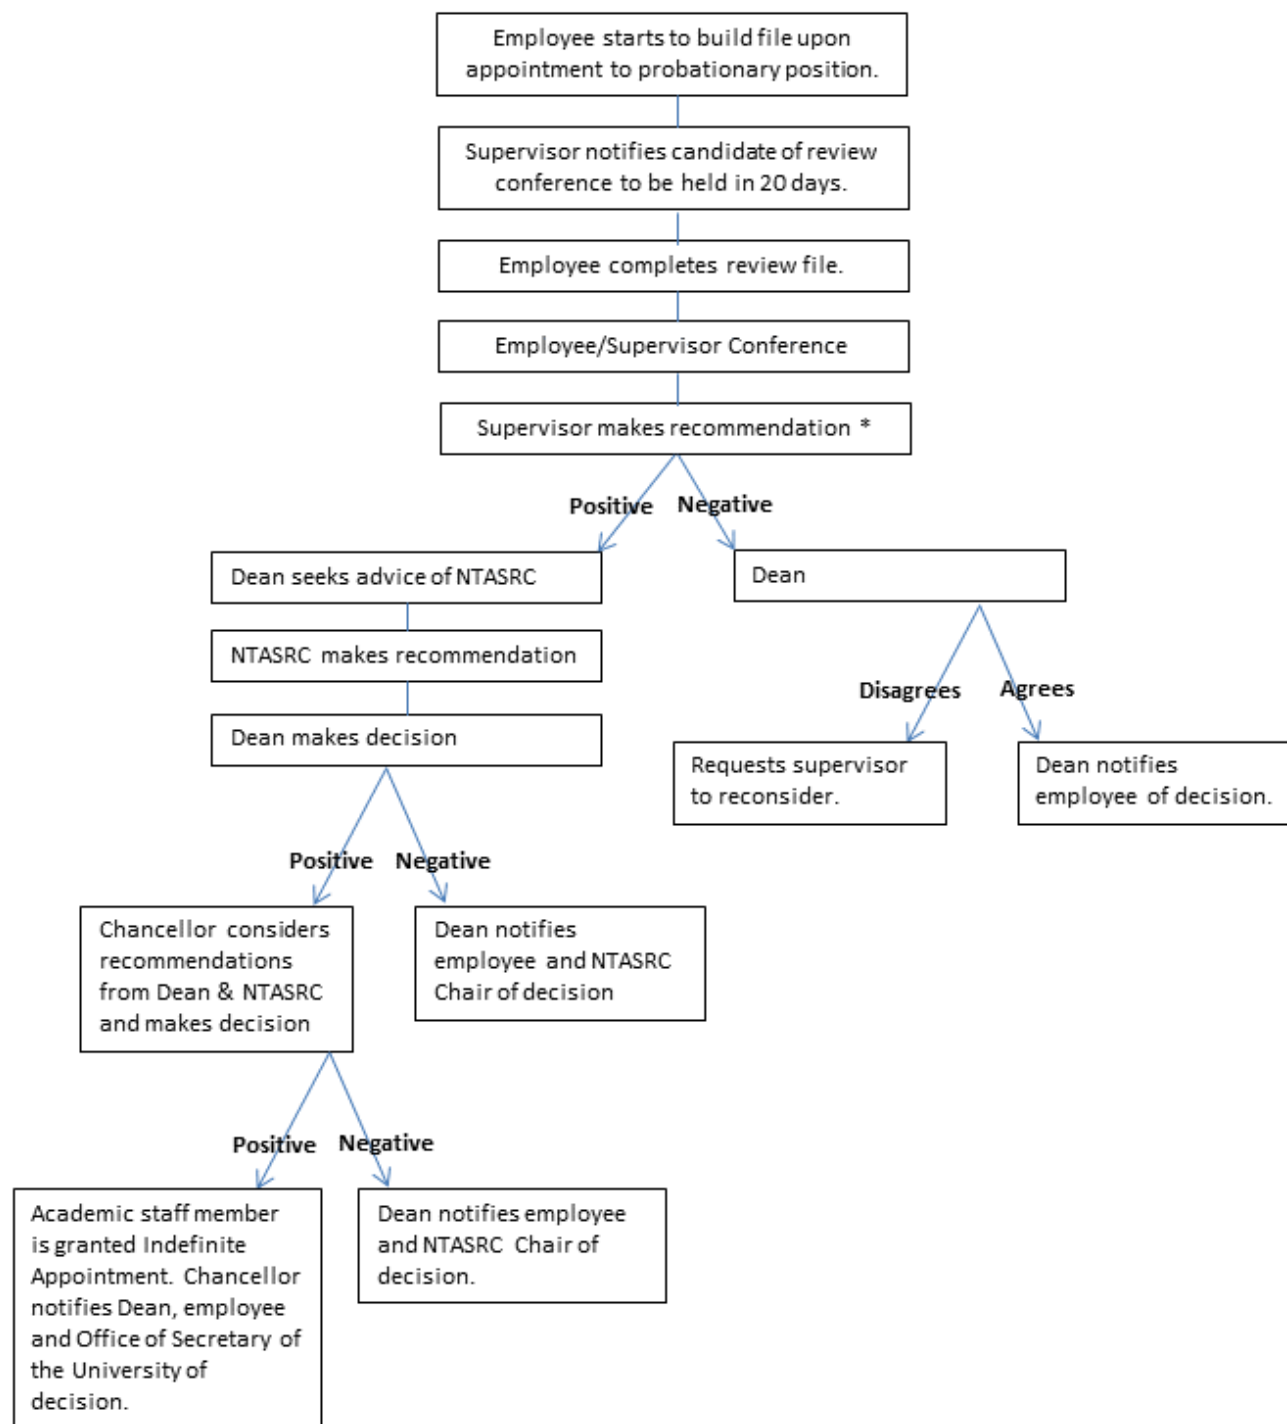 Employee starts to build file upon
appointment to probationary position.
Supervisor notifies candidate of review
conference to be held in 20 days.
Employee completes review file.
Employee/Supervisor Conference
Supervisor makes recommendation *
Positive
Negative
Dean seeks advice of NTASRC
Dean
NTASRC makes recommendation
Disagrees
Agrees
Dean makes decision
Requests supervisor
to reconsider.
Dean notifies
employee of decision.
Positive
Negative
Chancellor considers
recommendations
from Dean & NTASRC
and makes decision
Dean notifies
employee and NTASRC
Chair of decision
Positive
Negative
Academic staff member
is granted Indefinite
Appointment. Chancellor
notifies Dean, employee
and Office of Secretary of
the University of
decision.
Dean notifies employee
and NTASRC Chair of
decision.